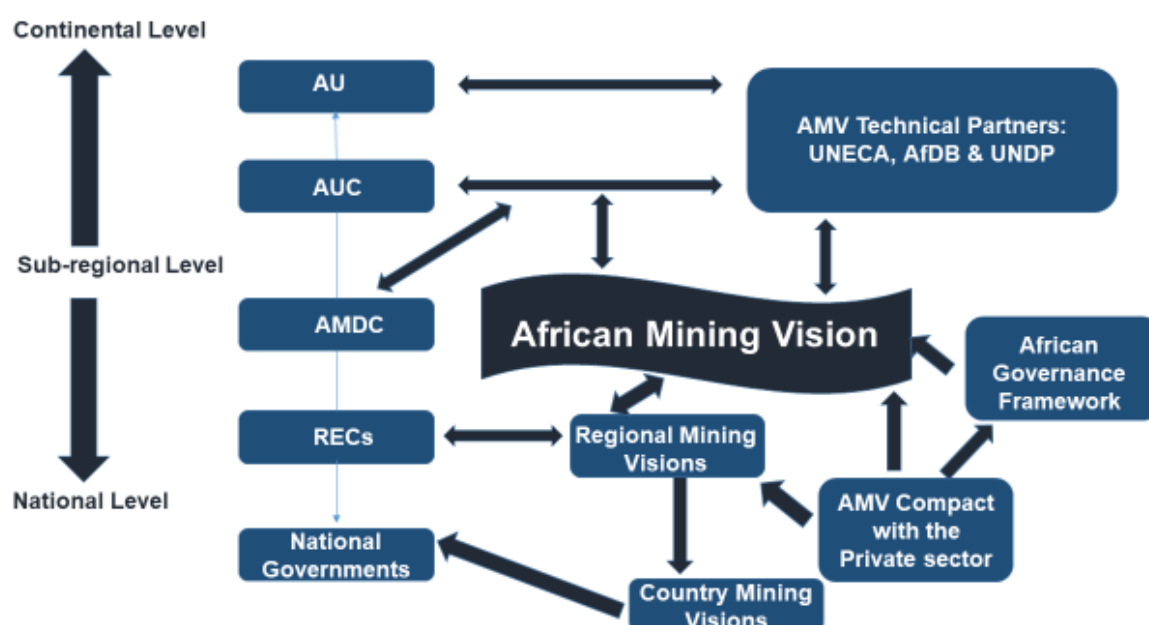 Continental Level
AU
AMV Technical Partners:
UNECA, AfDB & UNDP
AUC
Sub-regional Level
AMDC
African Mining Vision
African
Governance
Framework
RECs
Regional Mining
Visions
National Level
AMV Compact
with the
Private sector
National
Governments
Country Mining
Visions